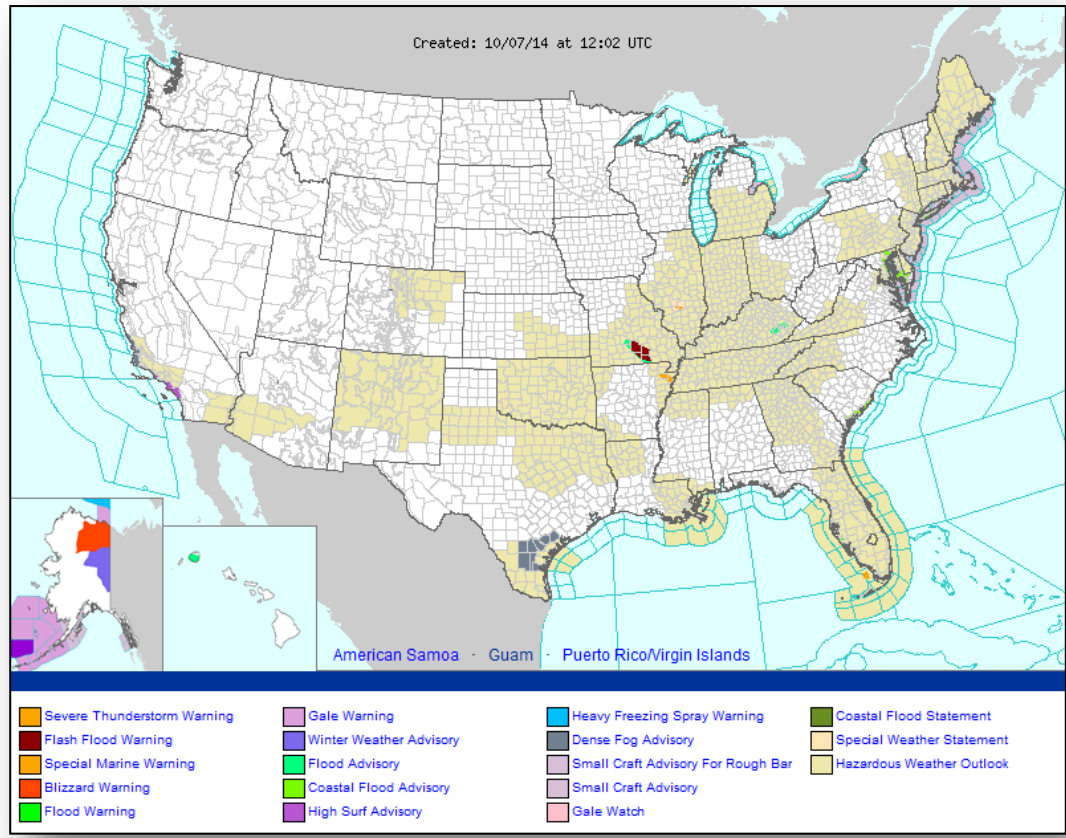 Created: 10/07/14 at 12:02 UTC
American Samoa - Guam - Puerto Rico/Virgin Islands
Severe Thunderstorm Warning
Flash Flood Warning
Special Marine Warning
Blizzard Warning
Flood Warning
Gale Warning
Winter Weather Advisory
Flood Advisory
Coastal Flood Advisory
High Surf Advisory
Heavy Freezing Spray Warning
Dense Fog Advisory
Small Craft Advisory For Rough Bar
Small Craft Advisory
Gale Watch
Coastal Flood Statement
Special Weather Statement
Hazardous Weather Outlook